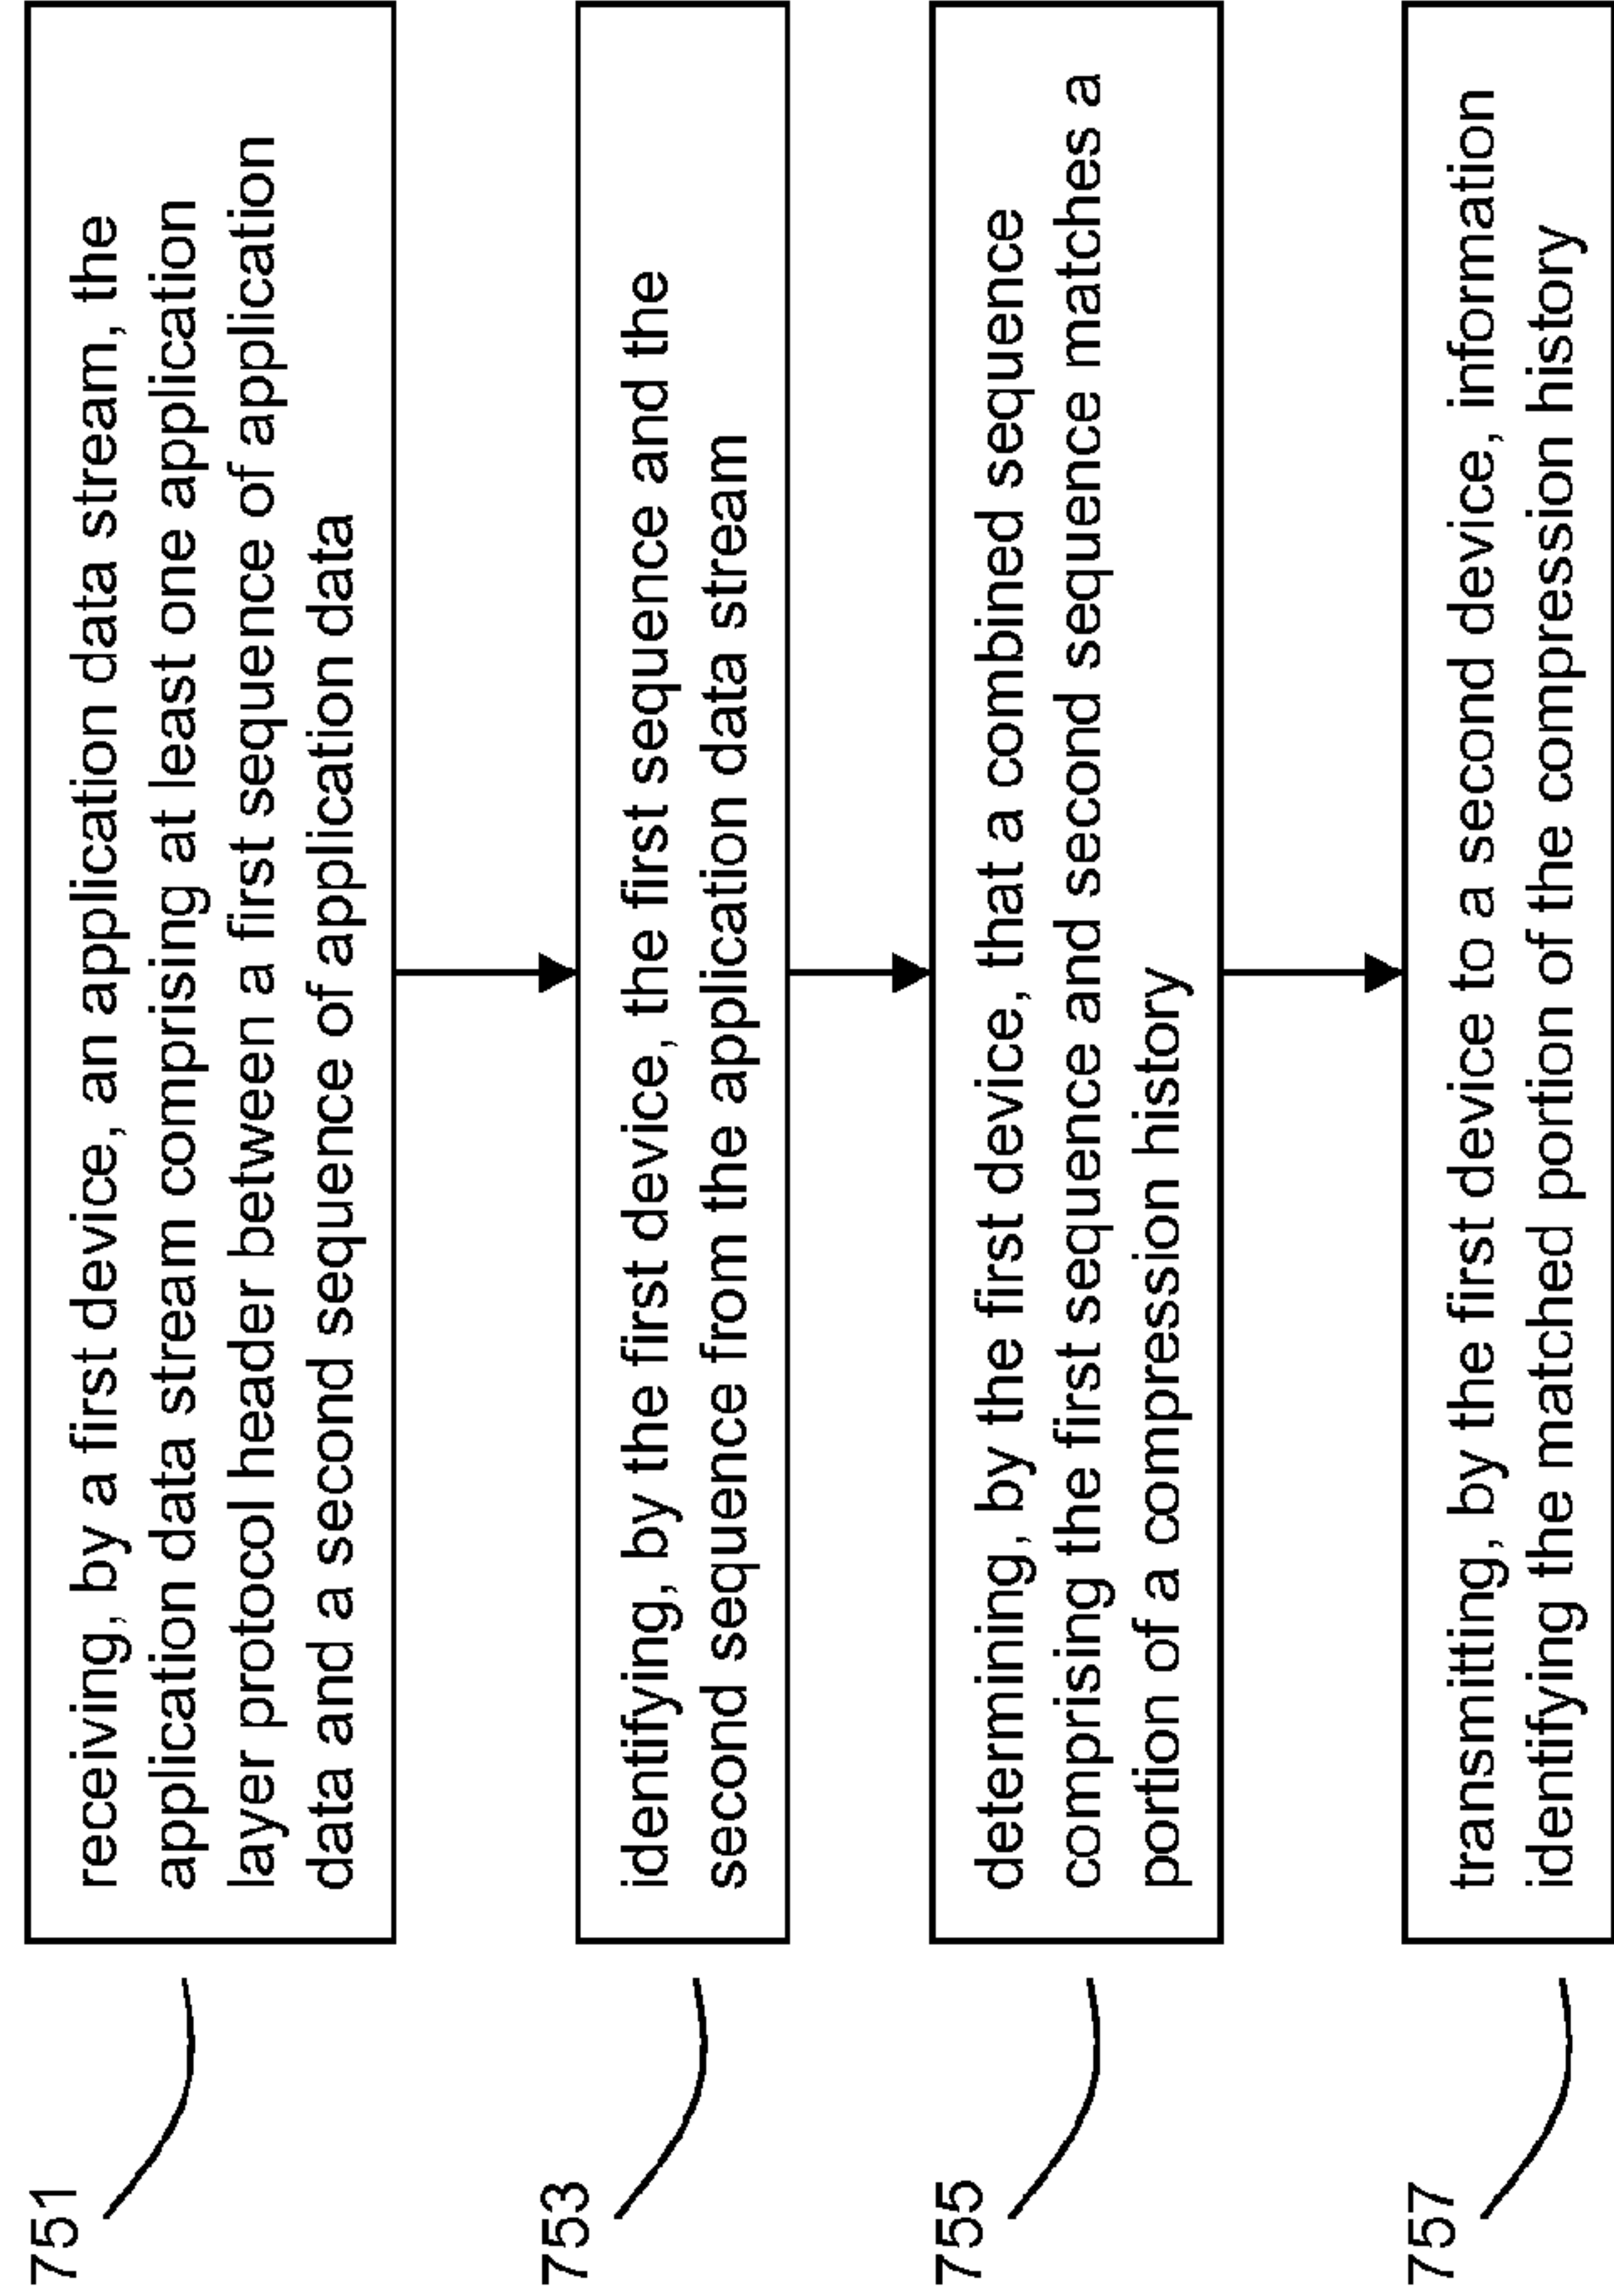 751
receiving, by a first device, an application data stream, the
application data stream comprising at least one application
layer protocol header between a first sequence of application
data and a second sequence of application data
753
identifying, by the first device, the first sequence and the
second sequence from the application data stream
755
determining, by the first device, that a combined sequence
comprising the first sequence and second sequence matches a
portion of a compression history
757
transmitting, by the first device to a second device, information
identifying the matched portion of the compression history